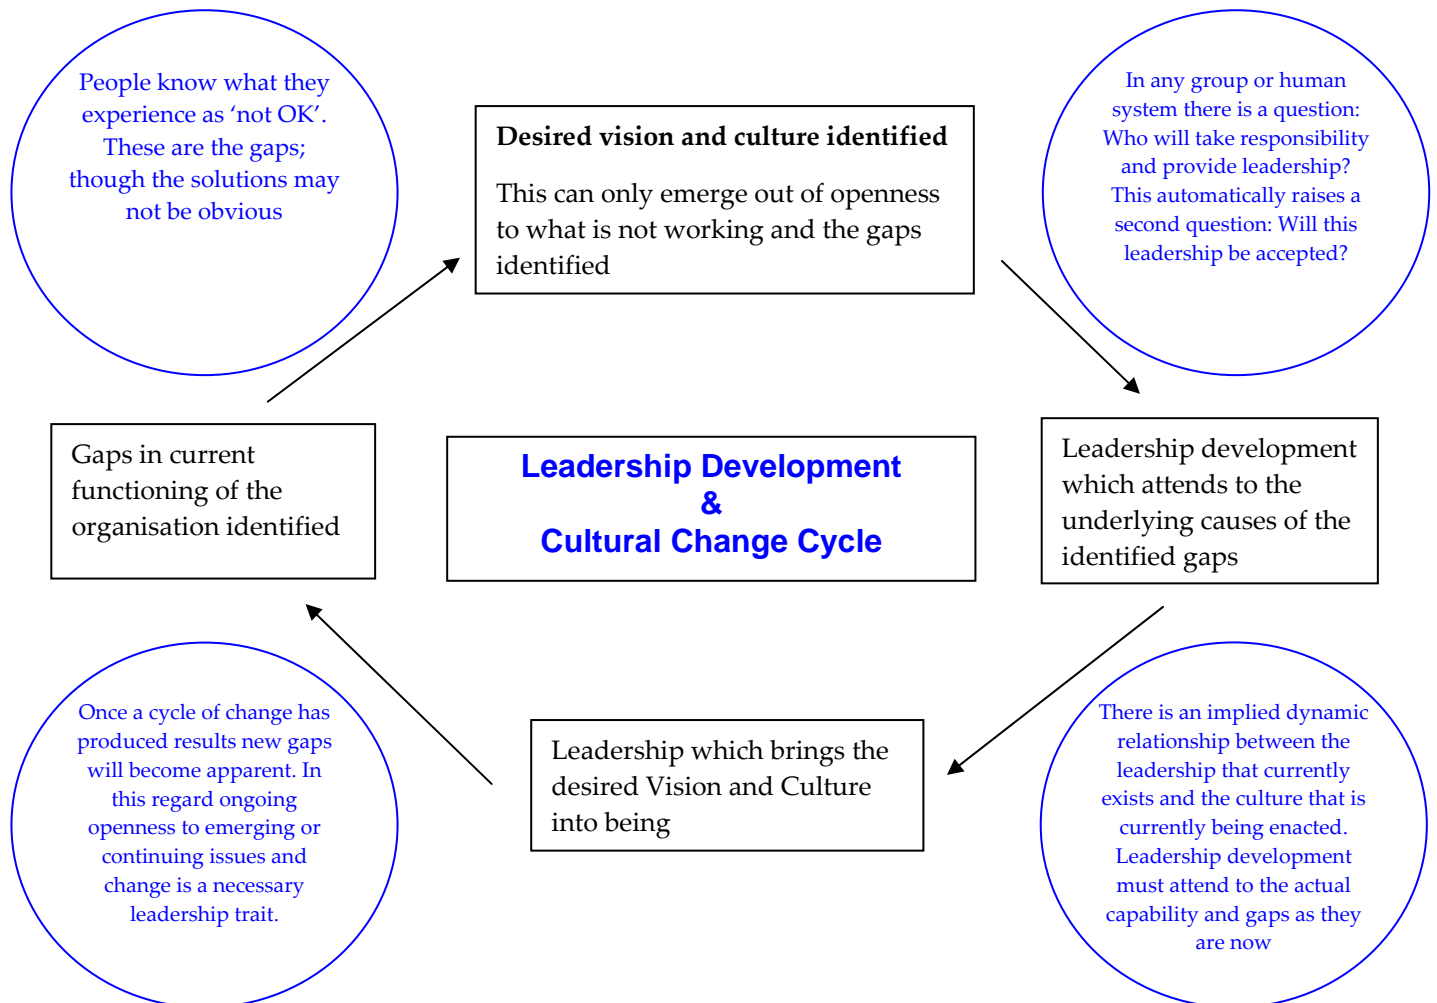 People know what they
experience as ‘not OK’.
These are the gaps;
though the solutions may
not be obvious
Desired vision and culture identified
This can only emerge out of openness
to what is not working and the gaps
identified
In any group or human
system there is a question:
Who will take responsibility
and provide leadership?
This automatically raises a
second question: Will this
leadership be accepted?
Gaps in current
functioning of the
organisation identified
Leadership Development
&
Cultural Change Cycle
Leadership development
which attends to the
underlying causes of the
identified gaps
Once a cycle of change has
produced results new gaps
will become apparent. In
this regard ongoing
openness to emerging or
continuing issues and
change is a necessary
leadership trait.
Leadership which brings the
desired Vision and Culture
into being
There is an implied dynamic
relationship between the
leadership that currently
exists and the culture that is
currently being enacted.
Leadership development
must attend to the actual
capability and gaps as they
are now